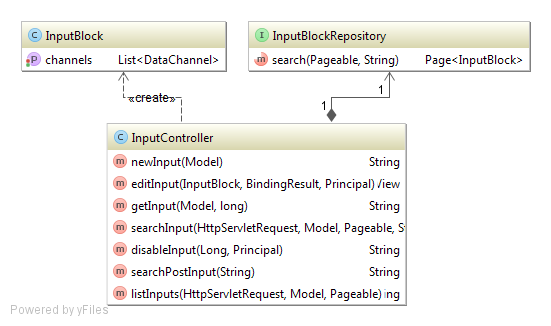 InputBlock
channels List<DataChannel>
InputBlockRepository
search(Pageable, String) Page<InputBlock>
«create»
1
1
InputController
newInput(Model) String
editInput(InputBlock, BindingResult, Principal) /iew
getInput(Model, long) String
searchInput(HttpServletRequest, Model, Pageable, St
disableInput(Long, Principal) String
searchPostInput(String) String
listInputs(HttpServletRequest, Model, Pageable) ing
Powered by yFiles